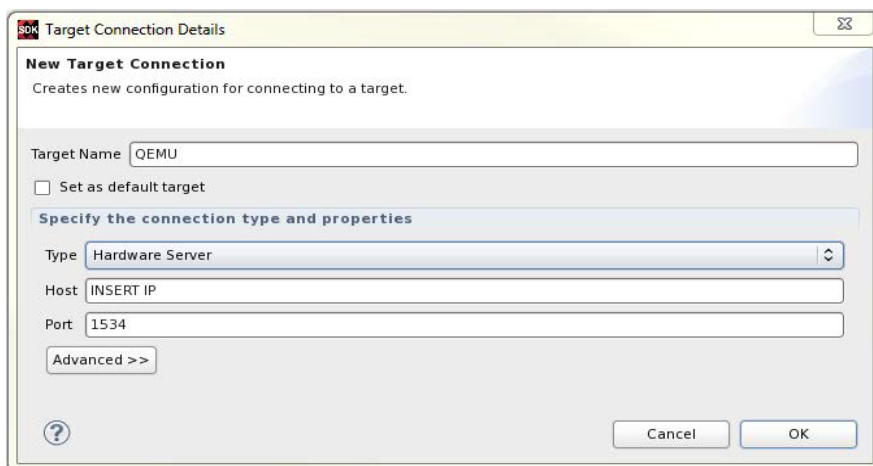 SDK Target Connection Details
New Target Connection
Creates new configuration for connecting to a target.
Target Name QEMU
Set as default target
Specify the connection type and properties
Type Hardware Server
Host INSERT IP
Port 1534
Advanced >>
? Cancel OK